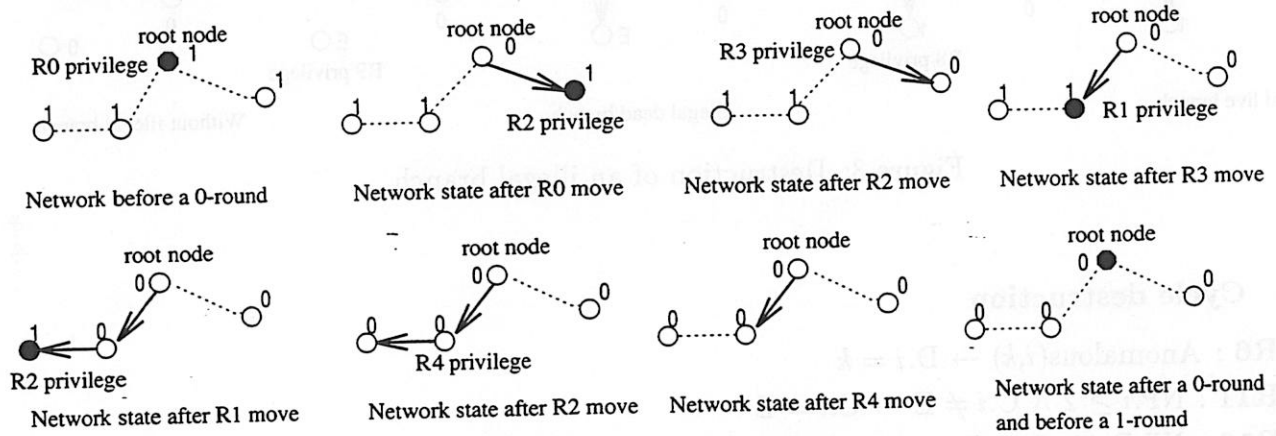 root node
R0 privilege
1
1
1
1
Network before a 0-round
root node
0
1
1
1
R2 privilege
Network state after R0 move
root node
R3 privilege
0
0
1
1
Network state after R2 move
root node
0
0
1
1
R1 privilege
Network state after R3 move
root node
0
0
1
0
R2 privilege
Network state after R1 move
root node
0
0
0
0
R4 privilege
Network state after R2 move
root node
0
0
0
0
Network state after R4 move
root node
0
0
0
0
Network state after a 0-round
and before a 1-round
Cycle destruction